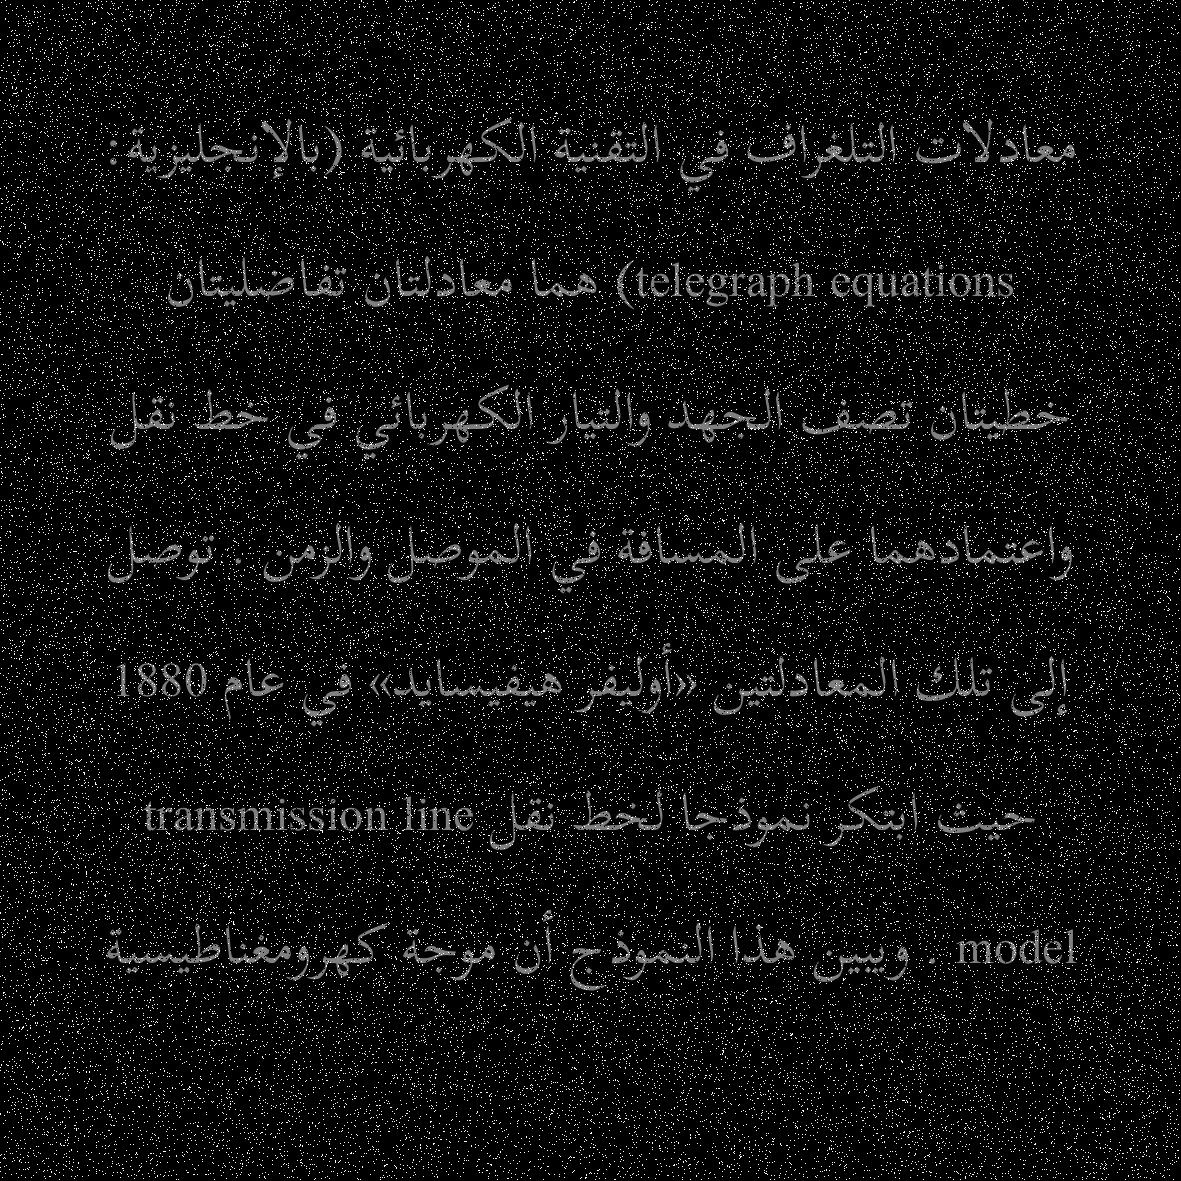 معادلات التلغراف في التقنية الكهربائية (بالإنجليزية:
telegraph equations) هما معادلتان تفاضليتان
خطيتان تصف الجهد والتيار الكهربائي في خط نقل
واعتمادهما على المسافة في الموصل والزمن . توصل
إلى تلك المعادلتين «أوليفر هيفيسايد» في عام 1880
حيث ابتكر نموذجا لخط نقل transmission line
model . ويبين هذا النموذج أن موجة كهرومغناطيسية